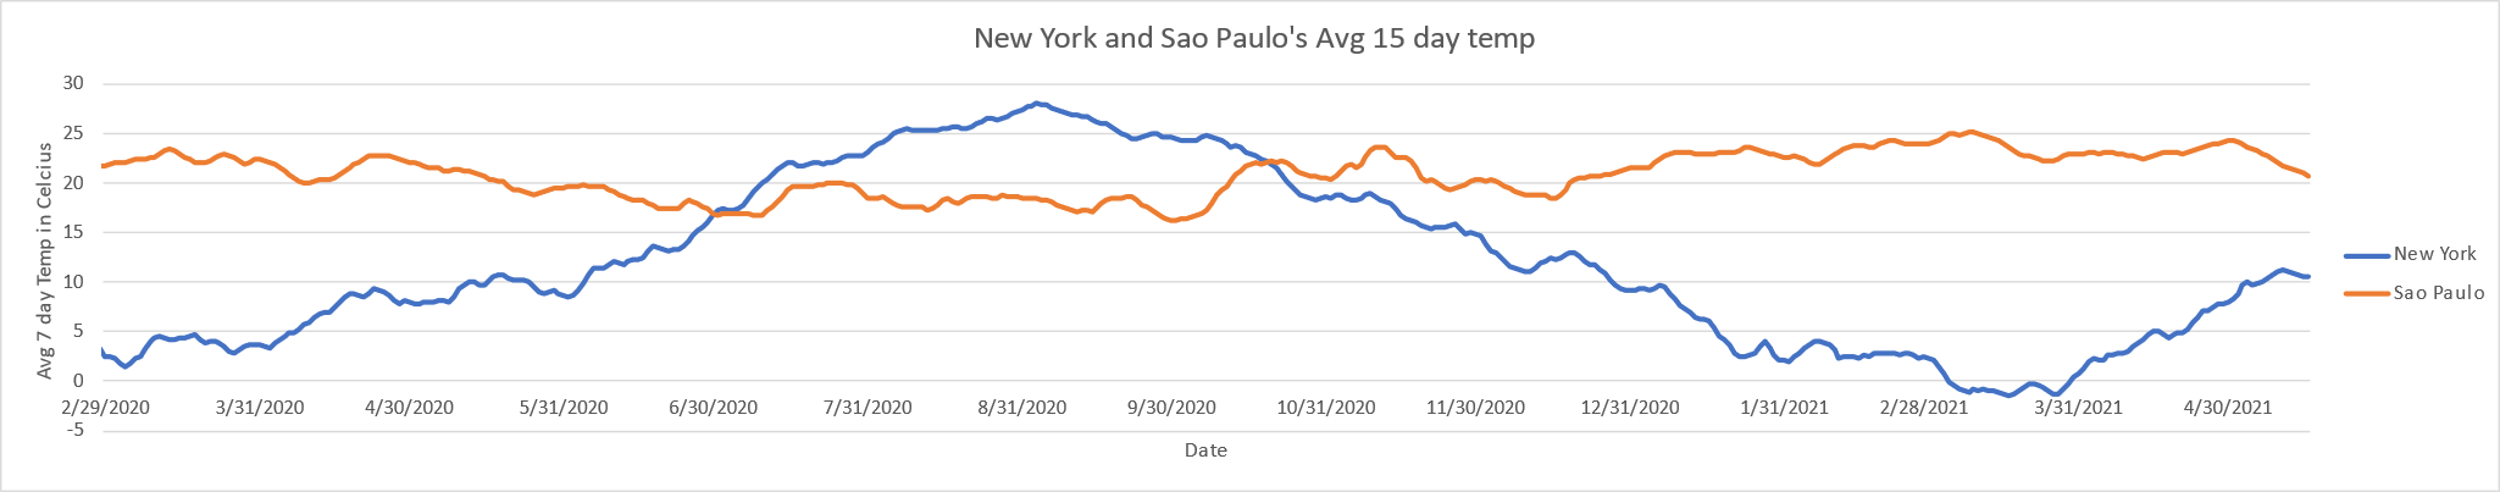 New York and Sao Paulo's Avg 15 day temp
Avg 7 day Temp in Celcius
30
25
20
15
10
5
0
-5
2/29/2020 3/31/2020 4/30/2020 5/31/2020 6/30/2020 7/31/2020 8/31/2020 9/30/2020 10/31/2020 11/30/2020 12/31/2020 1/31/2021 2/28/2021 3/31/2021 4/30/2021
Date
New York
Sao Paulo